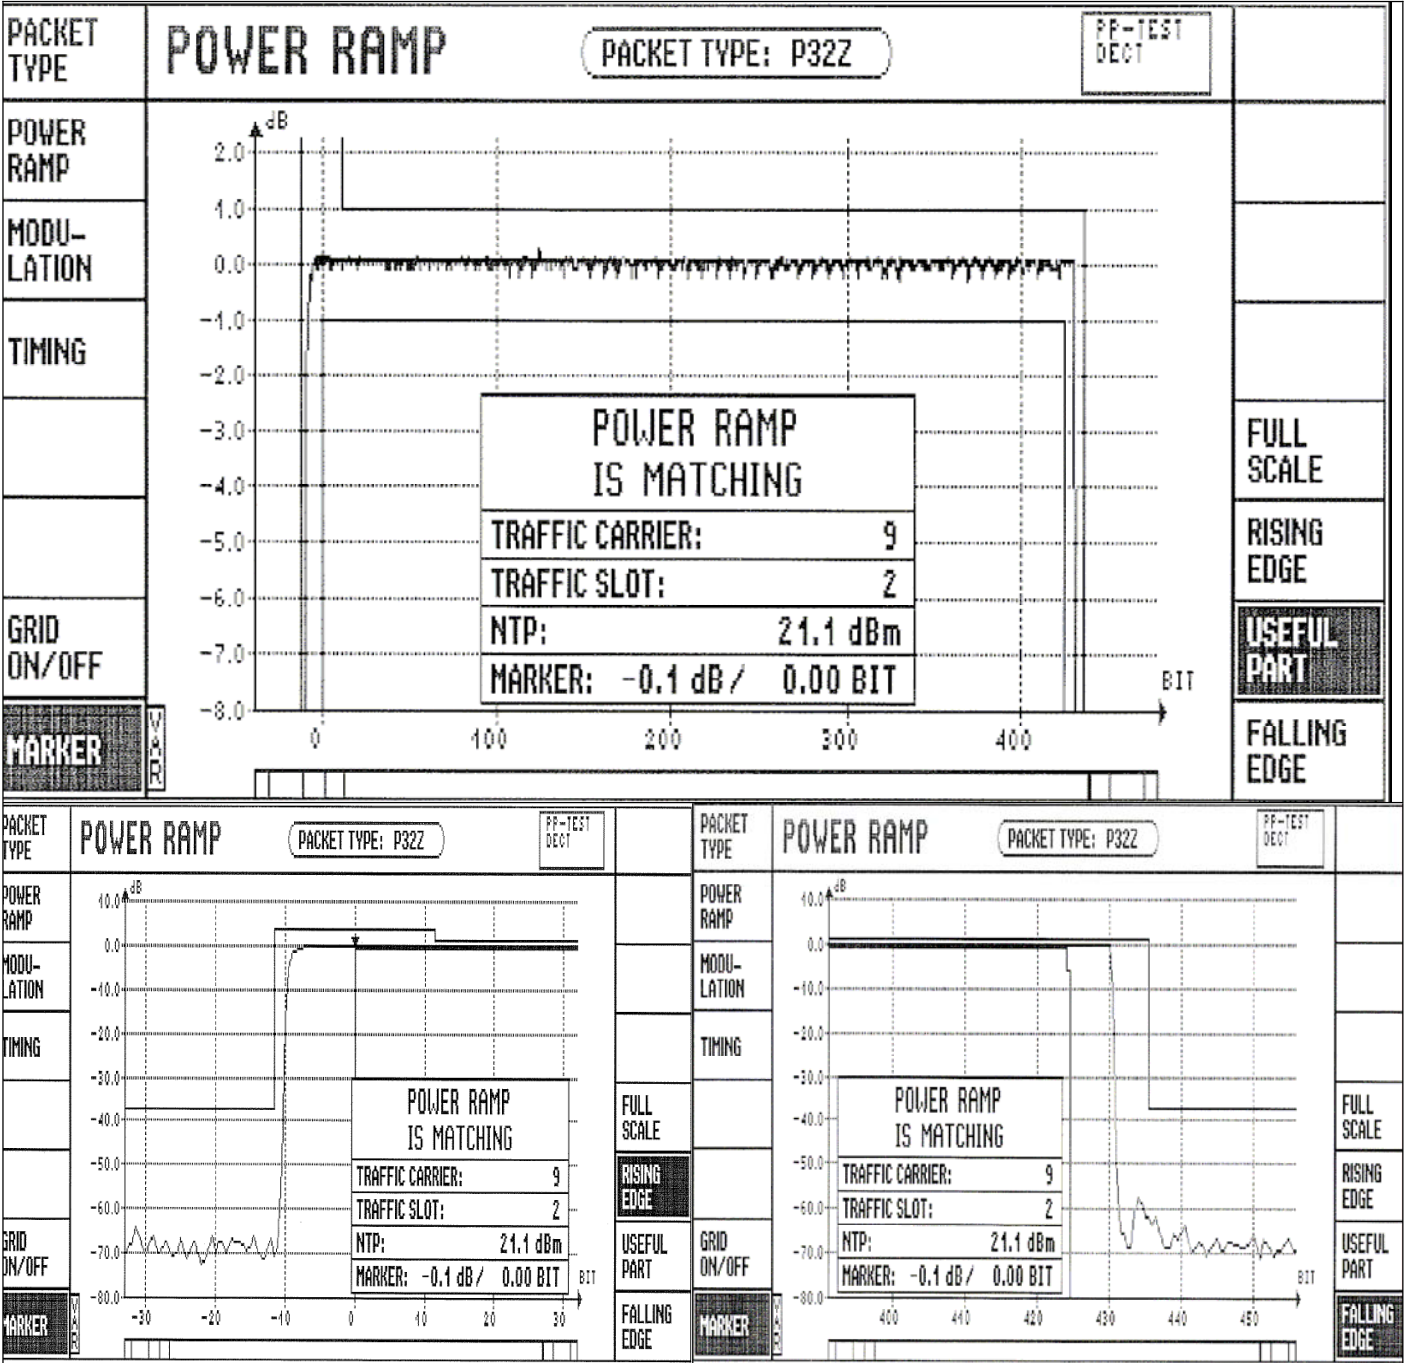 PACKET
TYPE
POWER RAMP
PACKET TYPE: P32Z
PP-TEST
DECT
POWER
RAMP
MODU-
LATION
TIMING
GRID
ON/OFF
MARKER
VAR
dB
2.0
1.0
0.0
-1.0
-2.0
-3.0
-4.0
-5.0
-6.0
-7.0
-8.0
0
100
200
300
400
BIT
POWER RAMP
IS MATCHING
TRAFFIC CARRIER: 9
TRAFFIC SLOT: 2
NTP: 21.1 dBm
MARKER: -0.1 dB / 0.00 BIT
FULL
SCALE
RISING
EDGE
USEFUL
PART
FALLING
EDGE
PACKET
TYPE
POWER RAMP
PACKET TYPE: P32Z
PP-TEST
DECT
POWER
RAMP
MODU-
LATION
TIMING
GRID
ON/OFF
MARKER
VAR
dB
10.0
0.0
-10.0
-20.0
-30.0
-40.0
-50.0
-60.0
-70.0
-80.0
-30
-20
-10
0
10
20
30
BIT
POWER RAMP
IS MATCHING
TRAFFIC CARRIER: 9
TRAFFIC SLOT: 2
NTP: 21.1 dBm
MARKER: -0.1 dB / 0.00 BIT
FULL
SCALE
RISING
EDGE
USEFUL
PART
FALLING
EDGE
PACKET
TYPE
POWER RAMP
PACKET TYPE: P32Z
PP-TEST
DECT
POWER
RAMP
MODU-
LATION
TIMING
GRID
ON/OFF
MARKER
VAR
dB
10.0
0.0
-10.0
-20.0
-30.0
-40.0
-50.0
-60.0
-70.0
-80.0
400
410
420
430
440
450
BIT
POWER RAMP
IS MATCHING
TRAFFIC CARRIER: 9
TRAFFIC SLOT: 2
NTP: 21.1 dBm
MARKER: -0.1 dB / 0.00 BIT
FULL
SCALE
RISING
EDGE
USEFUL
PART
FALLING
EDGE